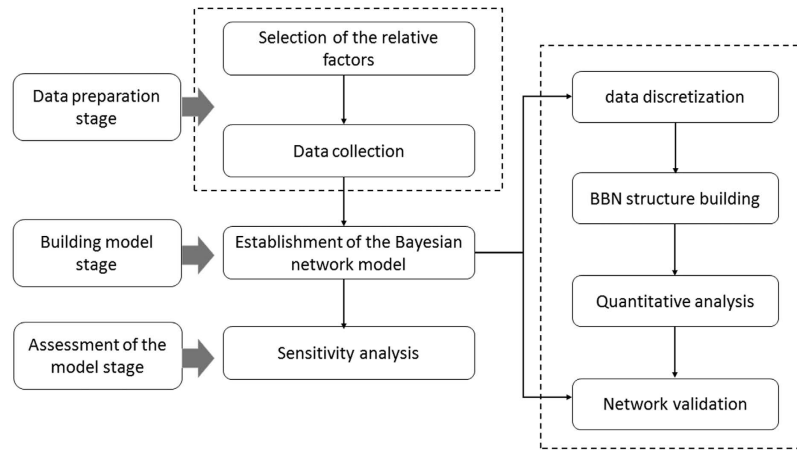 Data preparation
stage
Selection of the relative
factors
Data collection
Building model
stage
Establishment of the Bayesian
network model
Assessment of the
model stage
Sensitivity analysis
data discretization
BBN structure building
Quantitative analysis
Network validation